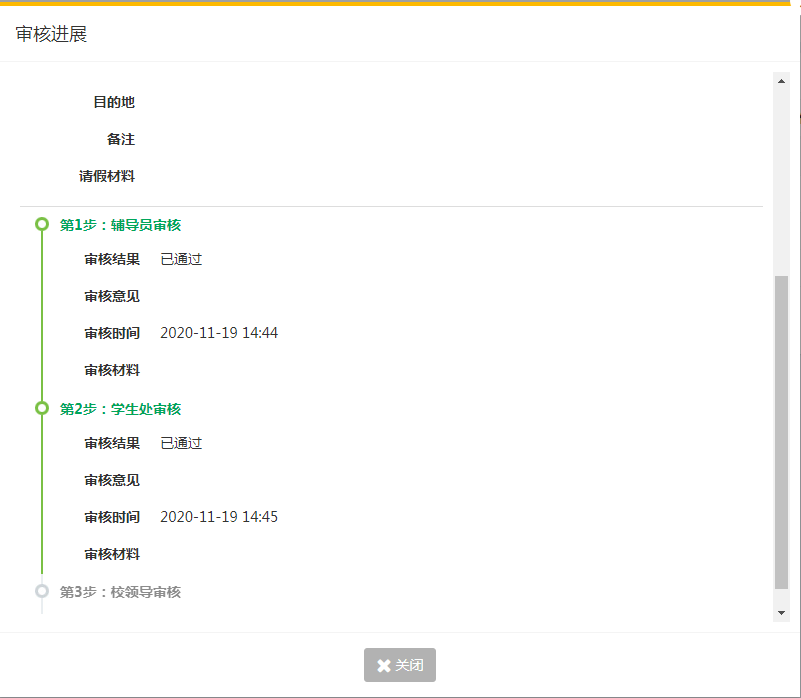 审核进展
目的地
备注
请假材料
第1步：辅导员审核
审核结果 已通过
审核意见
审核时间 2020-11-19 14:44
审核材料
第2步：学生处审核
审核结果 已通过
审核意见
审核时间 2020-11-19 14:45
审核材料
第3步：校领导审核
关闭